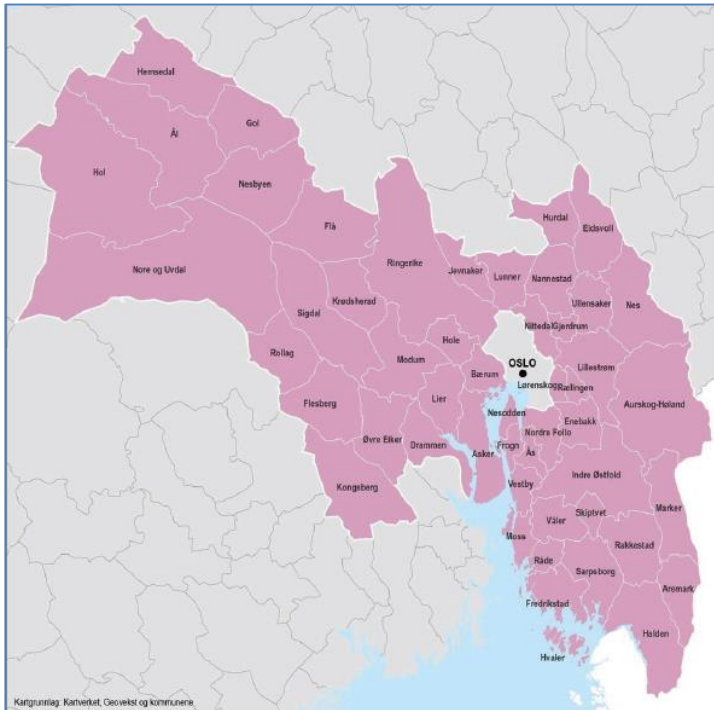 Hemsedal
Ål
Gol
Hol
Nesbyen
Flå
Hurdal
Eidsvoll
Nore og Uvdal
Ringerike
Jevnaker
Lunner
Nannestad
Krødsherad
Ullensaker
Nes
Sigdal
Nittedal
Gjerdrum
Hole
Rollag
Modum
OSLO
Lillestrøm
Bærum
Lørenskog
Rælingen
Flesberg
Lier
Aurskog-Høland
Nesodden
Enebakk
Øvre Eiker
Drammen
Frogn
Nordre Follo
Asker
Ås
Indre Østfold
Kongsberg
Vestby
Marker
Skiptvet
Våler
Moss
Rakkestad
Råde
Sarpsborg
Aremark
Fredrikstad
Halden
Hvaler
Kartgrunnlag: Kartverket, Geovekst og kommunene